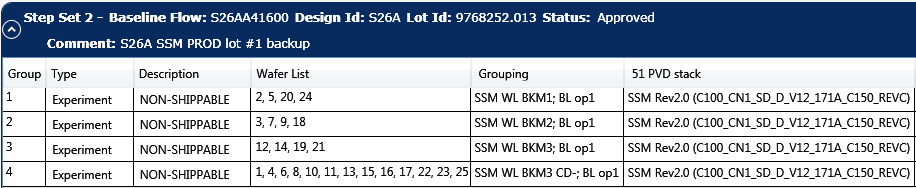 Step Set 2 - Baseline Flow: S26AA41600 Design Id: S26A Lot Id: 9768252.013 Status: Approved
Comment: S26A SSM PROD lot #1 backup
Group Type Description Wafer List Grouping 51 PVD stack
1 Experiment NON-SHIPPABLE 2, 5, 20, 24 SSM WL BKM1; BL op1 SSM Rev2.0 (C100_CN1_SD_D_V12_171A_C150_REVC)
2 Experiment NON-SHIPPABLE 3, 7, 9, 18 SSM WL BKM2; BL op1 SSM Rev2.0 (C100_CN1_SD_D_V12_171A_C150_REVC)
3 Experiment NON-SHIPPABLE 12, 14, 19, 21 SSM WL BKM3; BL op1 SSM Rev2.0 (C100_CN1_SD_D_V12_171A_C150_REVC)
4 Experiment NON-SHIPPABLE 1, 4, 6, 8, 10, 11, 13, 15, 16, 17, 22, 23, 25 SSM WL BKM3 CD-; BL op1 SSM Rev2.0 (C100_CN1_SD_D_V12_171A_C150_REVC)